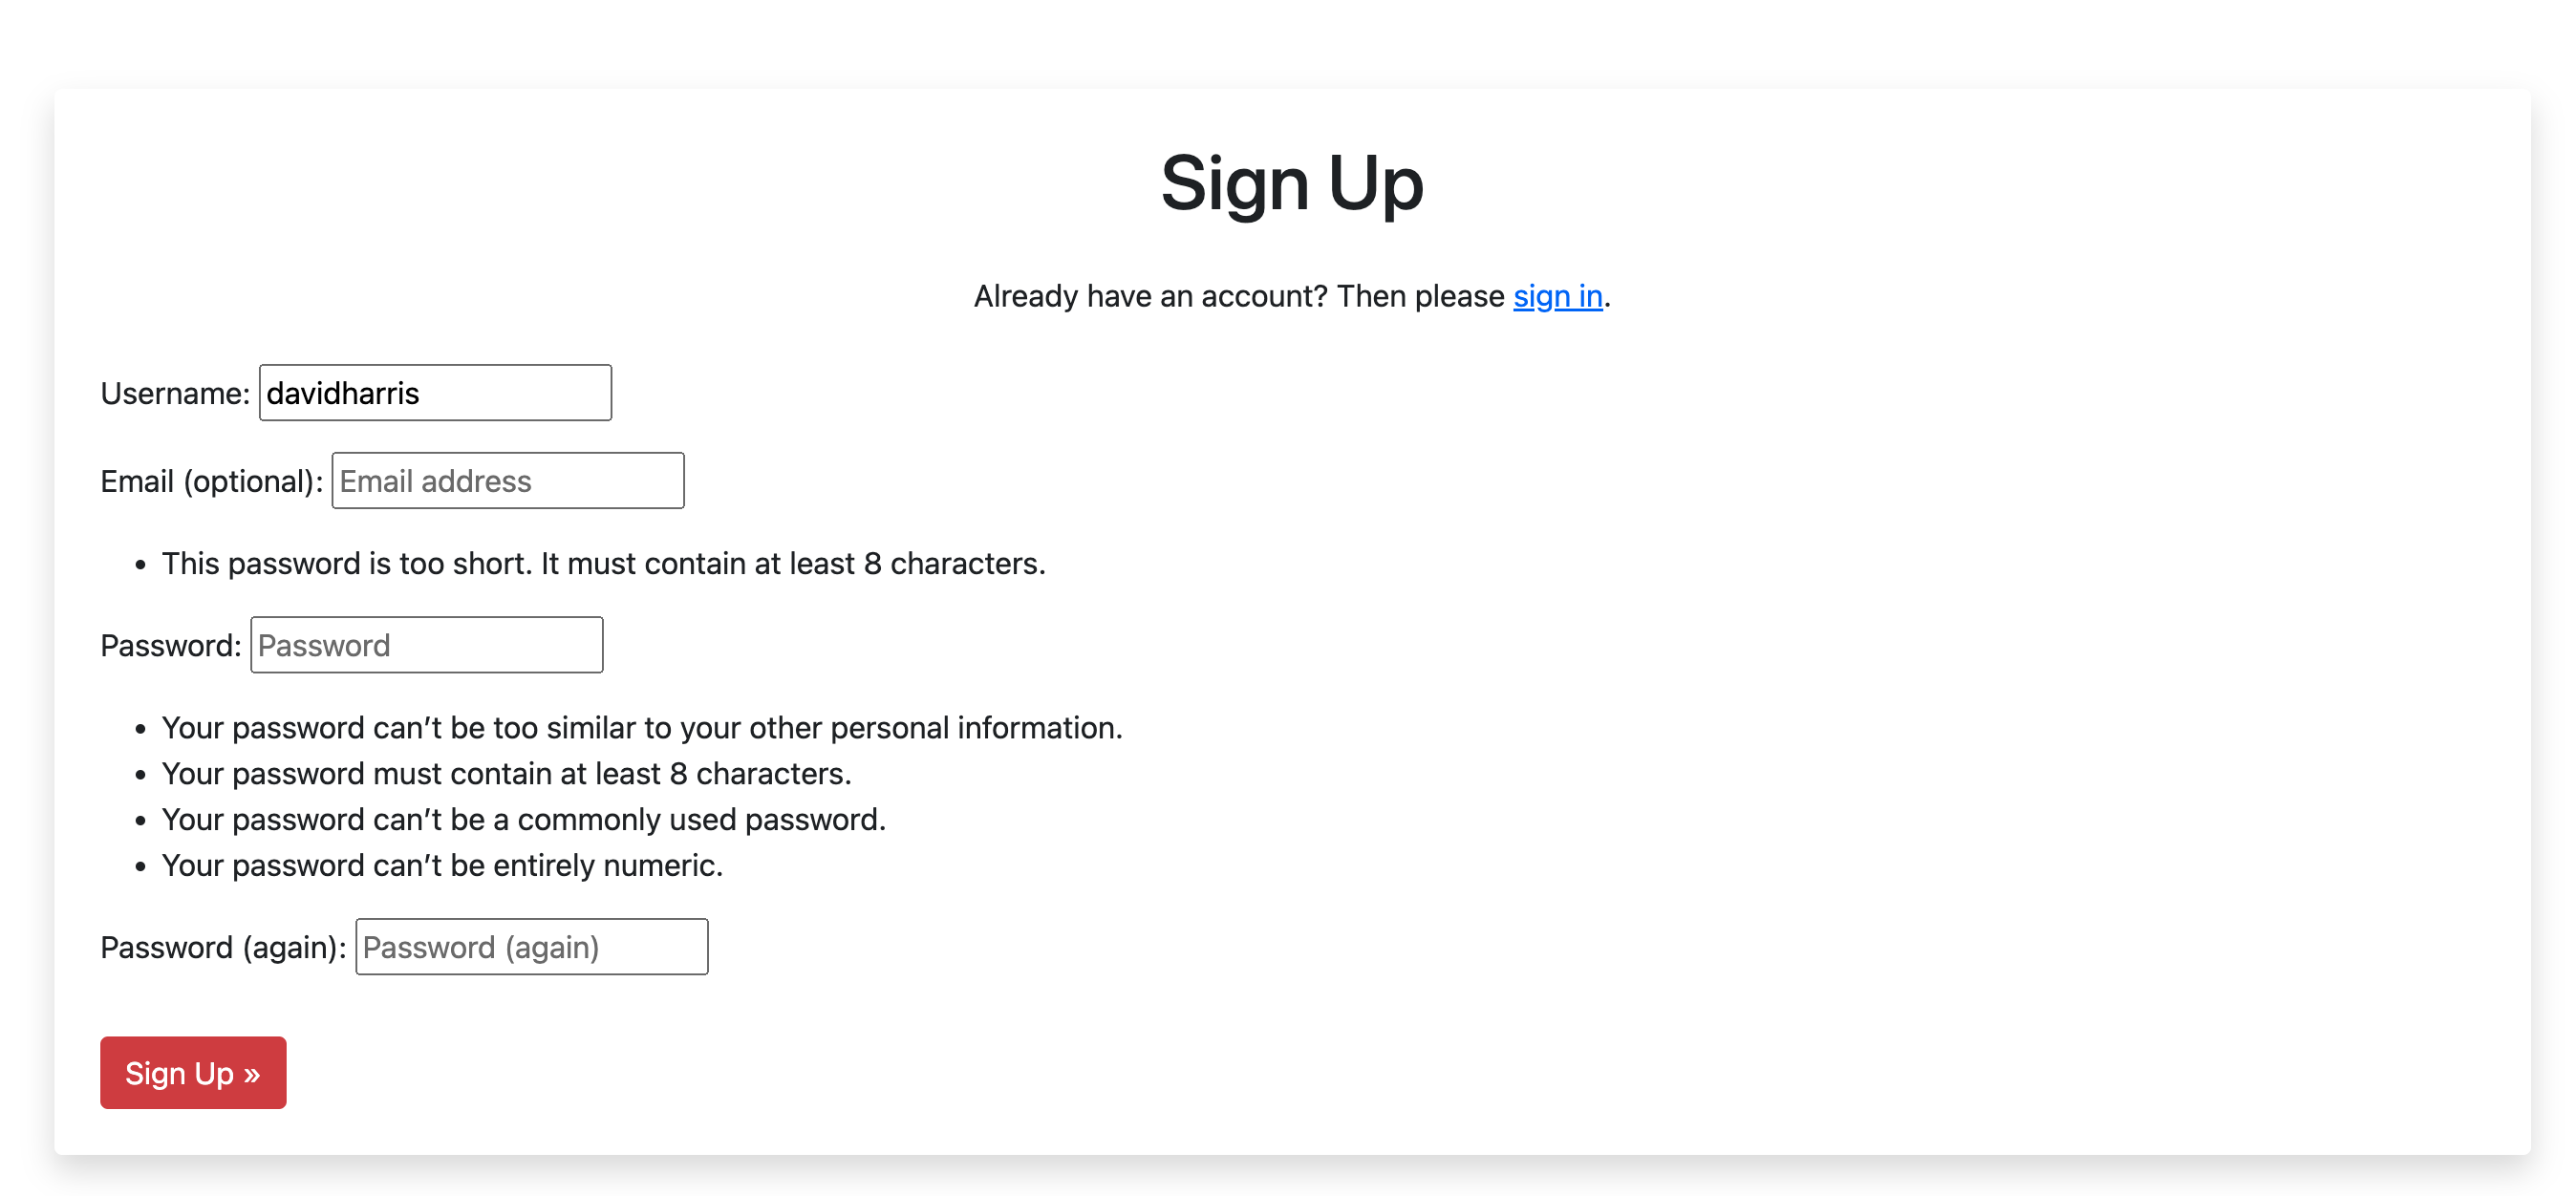 Sign Up
Already have an account? Then please sign in.
Username: davidharris
Email (optional): Email address
• This password is too short. It must contain at least 8 characters.
Password: Password
• Your password can’t be too similar to your other personal information.
• Your password must contain at least 8 characters.
• Your password can’t be a commonly used password.
• Your password can’t be entirely numeric.
Password (again): Password (again)
Sign Up »